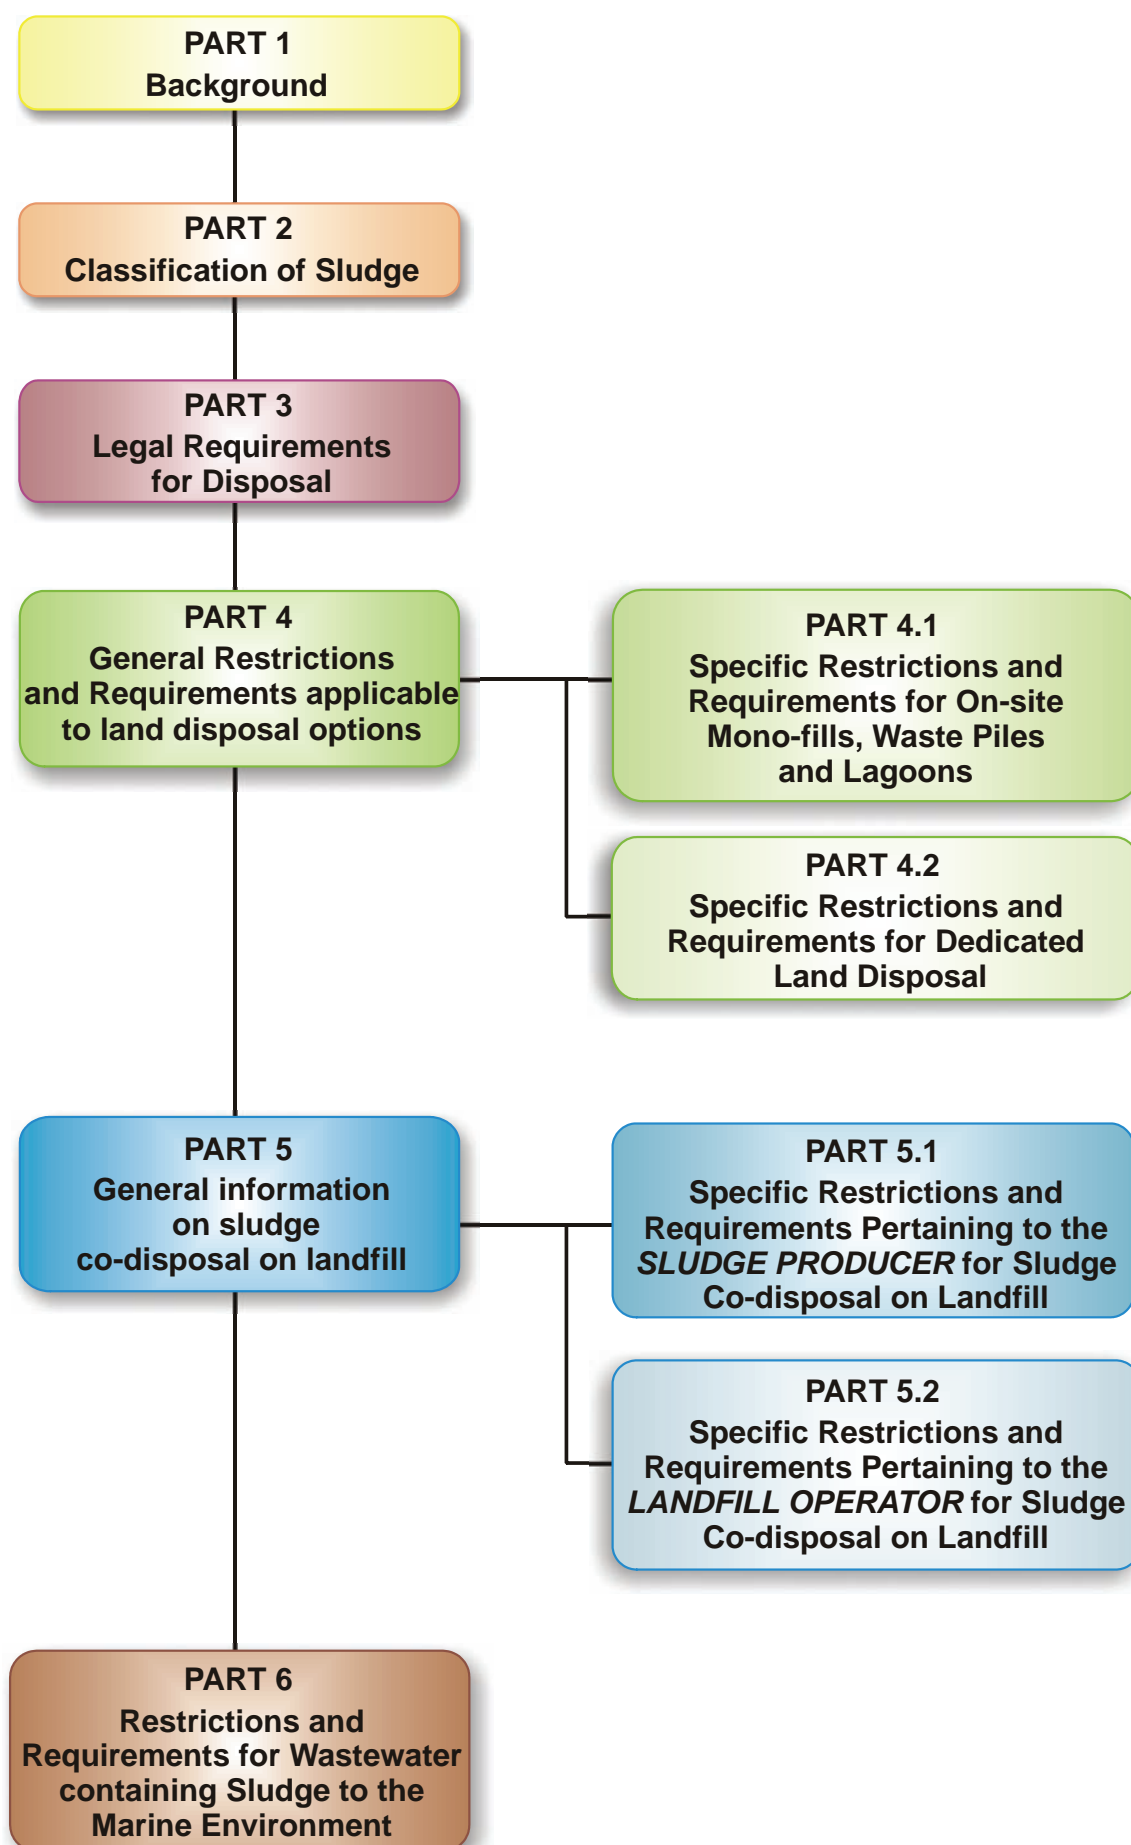 PART 1
Background
PART 2
Classification of Sludge
PART 3
Legal Requirements
for Disposal
PART 4
General Restrictions
and Requirements applicable
to land disposal options
PART 4.1
Specific Restrictions and
Requirements for On-site
Mono-fills, Waste Piles
and Lagoons
PART 4.2
Specific Restrictions and
Requirements for Dedicated
Land Disposal
PART 5
General information
on sludge
co-disposal on landfill
PART 5.1
Specific Restrictions and
Requirements Pertaining to the
SLUDGE PRODUCER for Sludge
Co-disposal on Landfill
PART 5.2
Specific Restrictions and
Requirements Pertaining to the
LANDFILL OPERATOR for Sludge
Co-disposal on Landfill
PART 6
Restrictions and
Requirements for Wastewater
containing Sludge to the
Marine Environment